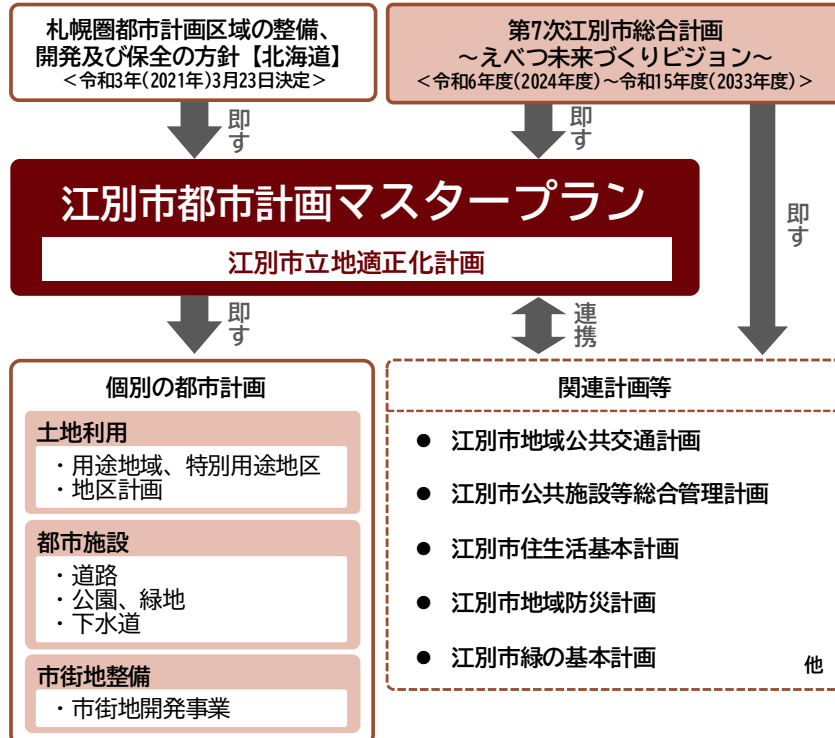 札幌圏都市計画区域の整備、
開発及び保全の方針【北海道】
＜令和3年(2021年)3月23日決定＞
第7次江別市総合計画
～えべつ未来づくりビジョン～
＜令和6年度(2024年度)～令和15年度(2033年度)＞
即す
即す
即す
江別市都市計画マスタープラン
江別市立地適正化計画
即す
連携
個別の都市計画
土地利用
・用途地域、特別用途地区
・地区計画
都市施設
・道路
・公園、緑地
・下水道
市街地整備
・市街地開発事業
関連計画等
● 江別市地域公共交通計画
● 江別市公共施設等総合管理計画
● 江別市住生活基本計画
● 江別市地域防災計画
● 江別市緑の基本計画
他